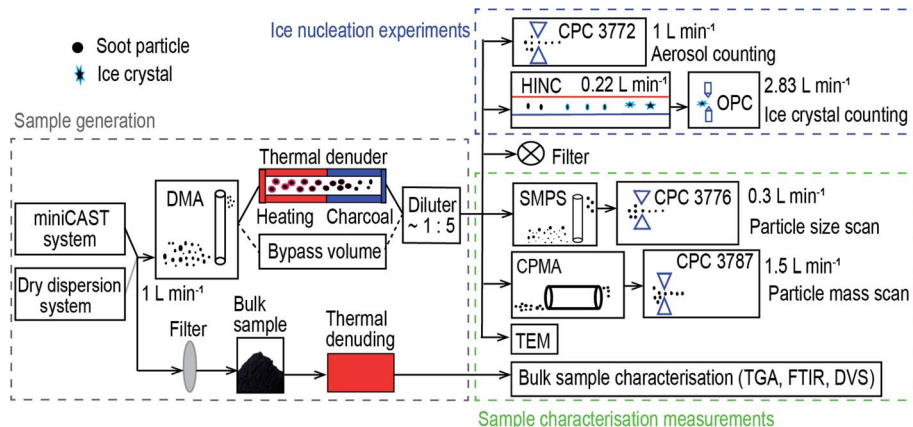 Ice nucleation experiments
Soot particle
Ice crystal
CPC 3772
1 L min⁻¹
Aerosol counting
HINC
0.22 L min⁻¹
OPC
2.83 L min⁻¹
Ice crystal counting
Filter
Sample generation
miniCAST
system
Dry dispersion
system
DMA
1 L min⁻¹
Thermal denuder
Heating
Charcoal
Bypass volume
Diluter
~ 1 : 5
Filter
Bulk
sample
Thermal
denuding
SMPS
CPC 3776
0.3 L min⁻¹
Particle size scan
CPMA
CPC 3787
1.5 L min⁻¹
Particle mass scan
TEM
Bulk sample characterisation (TGA, FTIR, DVS)
Sample characterisation measurements